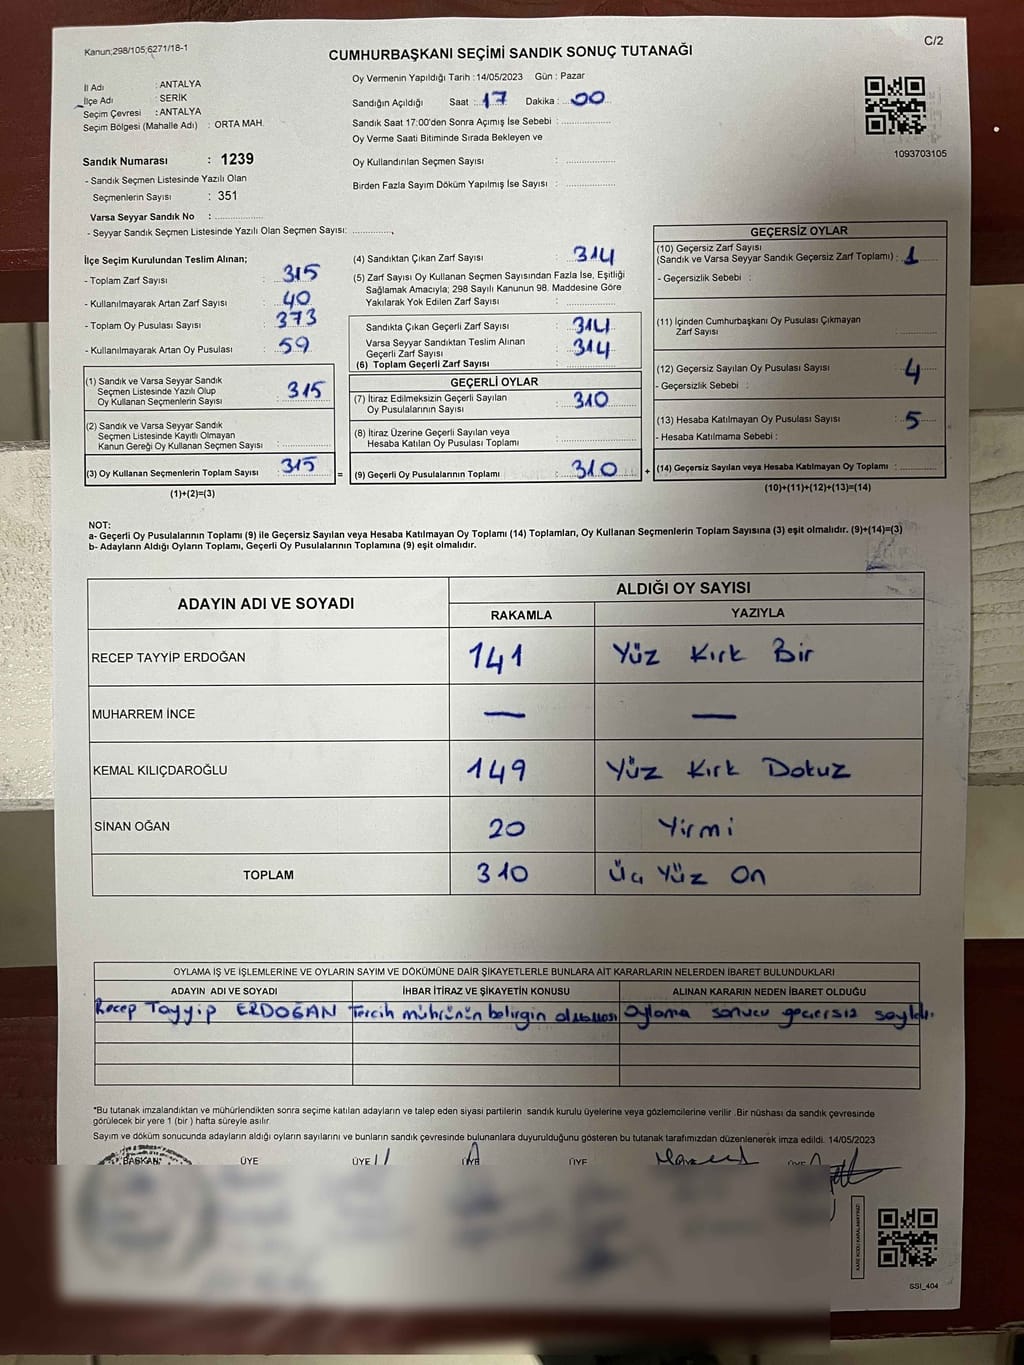 Kanun;298/105;6271/18-1
C/2
CUMHURBAŞKANI SEÇİMİ SANDIK SONUÇ TUTANAĞI
İl Adı : ANTALYA
İlçe Adı : SERİK
Seçim Çevresi : ANTALYA
Seçim Bölgesi (Mahalle Adı) : ORTA MAH.
Sandık Numarası : 1239
- Sandık Seçmen Listesinde Yazılı Olan
Seçmenlerin Sayısı : 351
Varsa Seyyar Sandık No : ..................
- Seyyar Sandık Seçmen Listesinde Yazılı Olan Seçmen Sayısı: ...............
Oy Vermenin Yapıldığı Tarih : 14/05/2023 Gün : Pazar
Sandığın Açıldığı Saat : 17 Dakika : 00
Sandık Saat 17:00'den Sonra Açımış İse Sebebi : ..................
Oy Verme Saati Bitiminde Sırada Bekleyen ve
Oy Kullandırılan Seçmen Sayısı : ..................
Birden Fazla Sayım Döküm Yapılmış İse Sayısı : ..................
1093703105
İlçe Seçim Kurulundan Teslim Alınan;
- Toplam Zarf Sayısı : 315
- Kullanılmayarak Artan Zarf Sayısı : 40
- Toplam Oy Pusulası Sayısı : 373
- Kullanılmayarak Artan Oy Pusulası : 59
(1) Sandık ve Varsa Seyyar Sandık
Seçmen Listesinde Yazılı Olup
Oy Kullanan Seçmenlerin Sayısı : 315
(2) Sandık ve Varsa Seyyar Sandık
Seçmen Listesinde Kayıtlı Olmayan
Kanun Gereği Oy Kullanan Seçmen Sayısı : ..................
(3) Oy Kullanan Seçmenlerin Toplam Sayısı : 315 =
(1)+(2)=(3)
(4) Sandıktan Çıkan Zarf Sayısı : 314
(5) Zarf Sayısı Oy Kullanan Seçmen Sayısından Fazla İse, Eşitliği
Sağlamak Amacıyla; 298 Sayılı Kanunun 98. Maddesine Göre
Yakılarak Yok Edilen Zarf Sayısı : ..................
Sandıkta Çıkan Geçerli Zarf Sayısı : 314
Varsa Seyyar Sandıktan Teslim Alınan
Geçerli Zarf Sayısı : 314
(6) Toplam Geçerli Zarf Sayısı : ..................
GEÇERLİ OYLAR
(7) İtiraz Edilmeksizin Geçerli Sayılan
Oy Pusulalarının Sayısı : 310
(8) İtiraz Üzerine Geçerli Sayılan veya
Hesaba Katılan Oy Pusulası Toplamı : ..................
(9) Geçerli Oy Pusulalarının Toplamı : 310 +
GEÇERSİZ OYLAR
(10) Geçersiz Zarf Sayısı
(Sandık ve Varsa Seyyar Sandık Geçersiz Zarf Toplamı) : 1
- Geçersizlik Sebebi :
(11) İçinden Cumhurbaşkanı Oy Pusulası Çıkmayan
Zarf Sayısı : ..................
(12) Geçersiz Sayılan Oy Pusulası Sayısı : 4
- Geçersizlik Sebebi :
(13) Hesaba Katılmayan Oy Pusulası Sayısı : 5
- Hesaba Katılmama Sebebi :
(14) Geçersiz Sayılan veya Hesaba Katılmayan Oy Toplamı : ..................
(10)+(11)+(12)+(13)=(14)
NOT:
a- Geçerli Oy Pusulalarının Toplamı (9) ile Geçersiz Sayılan veya Hesaba Katılmayan Oy Toplamı (14) Toplamları, Oy Kullanan Seçmenlerin Toplam Sayısına (3) eşit olmalıdır. (9)+(14)=(3)
b- Adayların Aldığı Oyların Toplamı, Geçerli Oy Pusulalarının Toplamına (9) eşit olmalıdır.
ADAYIN ADI VE SOYADI
ALDIĞI OY SAYISI
RAKAMLA YAZIYLA
RECEP TAYYİP ERDOĞAN 141 Yüz Kırk Bir
MUHARREM İNCE — —
KEMAL KILIÇDAROĞLU 149 Yüz Kırk Dokuz
SİNAN OĞAN 20 Yirmi
TOPLAM 310 Üç Yüz On
OYLAMA İŞ VE İŞLEMLERİNE VE OYLARIN SAYIM VE DÖKÜMÜNE DAİR ŞİKAYETLERLE BUNLARA AİT KARARLARIN NELERDEN İBARET BULUNDUKLARI
ADAYIN ADI VE SOYADI İHBAR İTİRAZ VE ŞİKAYETİN KONUSU ALINAN KARARIN NEDEN İBARET OLDUĞU
Recep Tayyip ERDOĞAN Tercih mührünün belirgin olmaması Oylama sonucu geçersiz sayıldı.
*Bu tutanak imzalandıktan ve mühürlendikten sonra seçime katılan adayların ve talep eden siyasi partilerin sandık kurulu üyelerine veya gözlemcilerine verilir .Bir nüshası da sandık çevresinde
görülecek bir yere 1 (bir ) hafta süreyle asılır
Sayım ve döküm sonucunda adayların aldığı oyların sayılarını ve bunların sandık çevresinde bulunanlara duyurulduğunu gösteren bu tutanak tarafımızdan düzenlenerek imza edildi. 14/05/2023
BAŞKAN ÜYE ÜYE ÜYE ÜYE ÜYE
KARE KODU KARALAMAYINIZ!
SSI_404